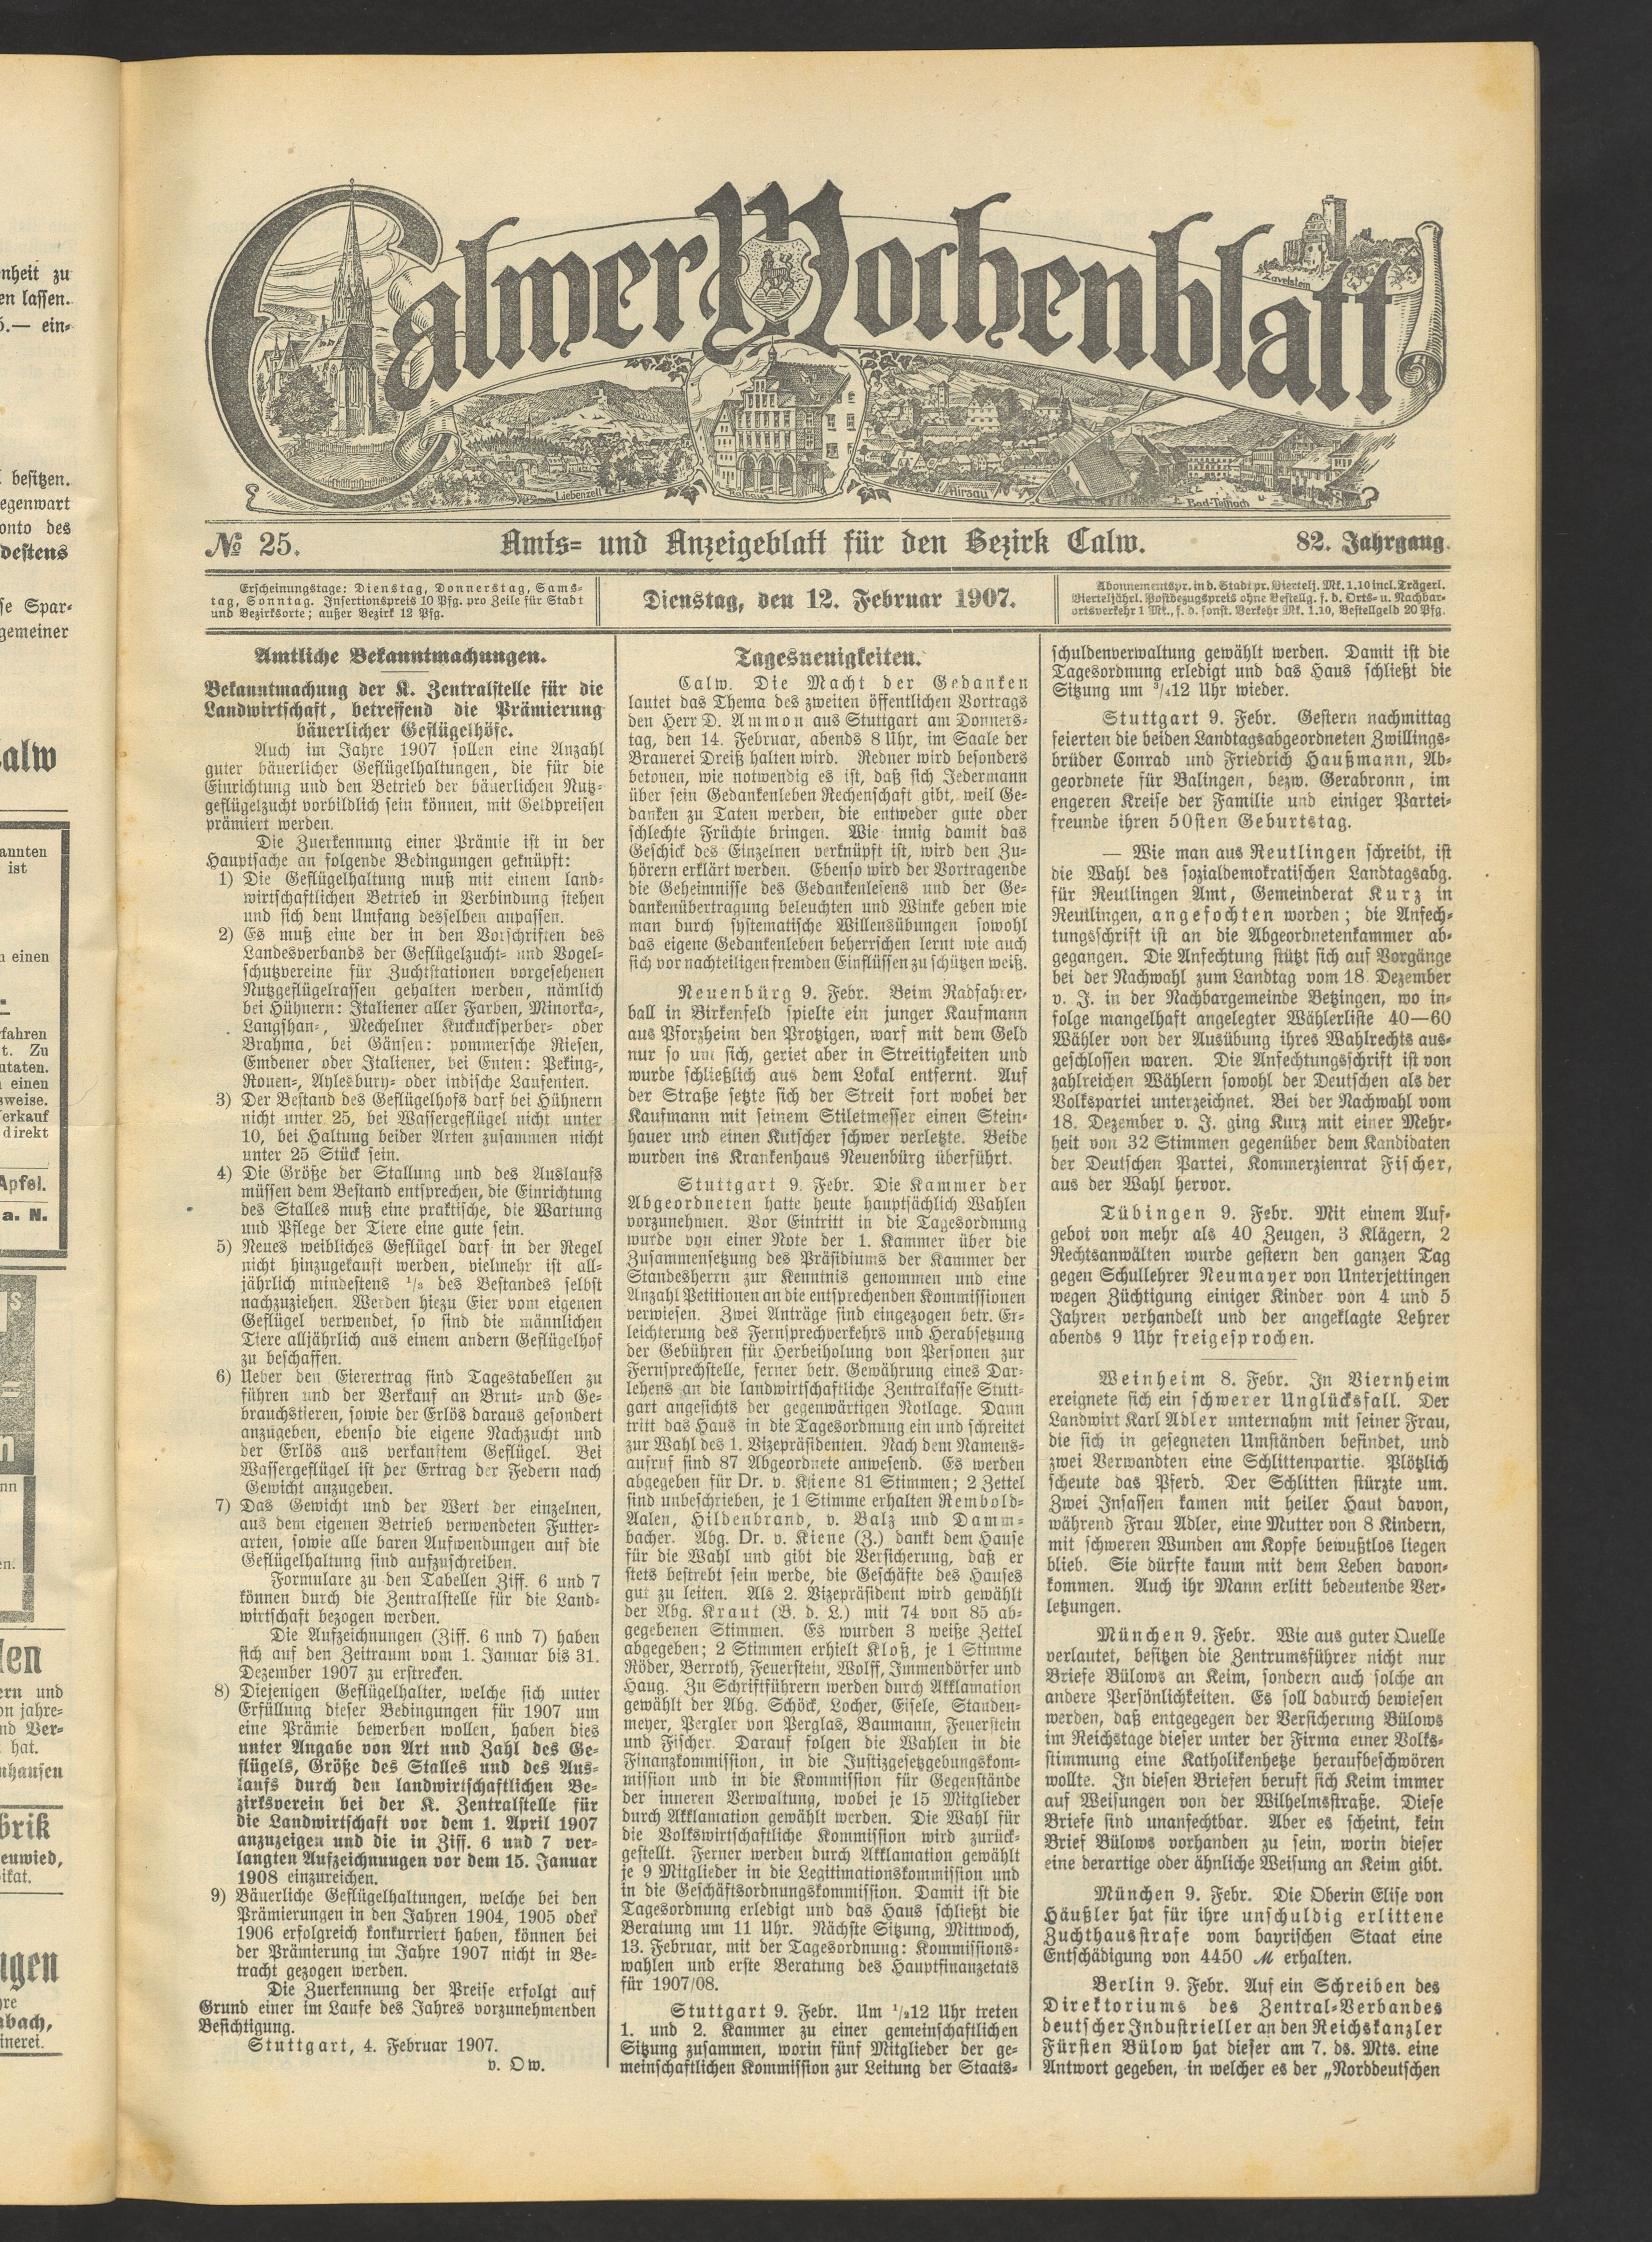 Calwer Wochenblatt
Zavelstein
Liebenzell
Rathaus
Hirsau
Bad-Teinach
№ 25.
Amts- und Anzeigeblatt für den Bezirk Calw.
82. Jahrgang.
Erscheinungstage: Dienstag, Donnerstag, Sams-
tag, Sonntag. Insertionspreis 10 Pfg. pro Zeile für Stadt
und Bezirksorte; außer Bezirk 12 Pfg.
Dienstag, den 12. Februar 1907.
Abonnementspr. in d. Stadt pr. Viertelj. Mk. 1.10 incl. Trägerl.
Vierteljährl. Postbezugspreis ohne Bestellg. f. d. Orts- u. Nachbar-
ortsverkehr 1 Mk., f. d. sonst. Verkehr Mk. 1.10, Bestellgeld 20 Pfg.
Amtliche Bekanntmachungen.
Bekanntmachung der K. Zentralstelle für die
Landwirtschaft, betreffend die Prämierung
bäuerlicher Geflügelhöfe.
Auch im Jahre 1907 sollen eine Anzahl
guter bäuerlicher Geflügelhaltungen, die für die
Einrichtung und den Betrieb der bäuerlichen Nutz-
geflügelzucht vorbildlich sein können, mit Geldpreisen
prämiert werden.
Die Zuerkennung einer Prämie ist in der
Hauptsache an folgende Bedingungen geknüpft:
1) Die Geflügelhaltung muß mit einem land-
wirtschaftlichen Betrieb in Verbindung stehen
und sich dem Umfang desselben anpassen.
2) Es muß eine der in den Vorschriften des
Landesverbands der Geflügelzucht- und Vogel-
schutzvereine für Zuchtstationen vorgesehenen
Nutzgeflügelrassen gehalten werden, nämlich
bei Hühnern: Italiener aller Farben, Minorka-,
Langshan-, Mechelner Kuckucksperber- oder
Brahma, bei Gänsen: pommersche Riesen,
Emdener oder Italiener, bei Enten: Peking-,
Rouen-, Aylesbury- oder indische Laufenten.
3) Der Bestand des Geflügelhofs darf bei Hühnern
nicht unter 25, bei Wassergeflügel nicht unter
10, bei Haltung beider Arten zusammen nicht
unter 25 Stück sein.
4) Die Größe der Stallung und des Auslaufs
müssen dem Bestand entsprechen, die Einrichtung
des Stalles muß eine praktische, die Wartung
und Pflege der Tiere eine gute sein.
5) Neues weibliches Geflügel darf in der Regel
nicht hinzugekauft werden, vielmehr ist all-
jährlich mindestens 1/3 des Bestandes selbst
nachzuziehen. Werden hiezu Eier vom eigenen
Geflügel verwendet, so sind die männlichen
Tiere alljährlich aus einem andern Geflügelhof
zu beschaffen.
6) Ueber den Eierertrag sind Tagestabellen zu
führen und der Verkauf an Brut- und Ge-
brauchstieren, sowie der Erlös daraus gesondert
anzugeben, ebenso die eigene Nachzucht und
der Erlös aus verkauftem Geflügel. Bei
Wassergeflügel ist der Ertrag der Federn nach
Gewicht anzugeben.
7) Das Gewicht und der Wert der einzelnen,
aus dem eigenen Betrieb verwendeten Futter-
arten, sowie alle baren Aufwendungen auf die
Geflügelhaltung sind aufzuschreiben.
Formulare zu den Tabellen Ziff. 6 und 7
können durch die Zentralstelle für die Land-
wirtschaft bezogen werden.
Die Aufzeichnungen (Ziff. 6 und 7) haben
sich auf den Zeitraum vom 1. Januar bis 31.
Dezember 1907 zu erstrecken.
8) Diejenigen Geflügelhalter, welche sich unter
Erfüllung dieser Bedingungen für 1907 um
eine Prämie bewerben wollen, haben dies
unter Angabe von Art und Zahl des Ge-
flügels, Größe des Stalles und des Aus-
laufs durch den landwirtschaftlichen Be-
zirksverein bei der K. Zentralstelle für
die Landwirtschaft vor dem 1. April 1907
anzuzeigen und die in Ziff. 6 und 7 ver-
langten Aufzeichnungen vor dem 15. Januar
1908 einzureichen.
9) Bäuerliche Geflügelhaltungen, welche bei den
Prämierungen in den Jahren 1904, 1905 oder
1906 erfolgreich konkurriert haben, können bei
der Prämierung im Jahre 1907 nicht in Be-
tracht gezogen werden.
Die Zuerkennung der Preise erfolgt auf
Grund einer im Laufe des Jahres vorzunehmenden
Besichtigung.
Stuttgart, 4. Februar 1907.
v. Ow.
Tagesneuigkeiten.
Calw. Die Macht der Gedanken
lautet das Thema des zweiten öffentlichen Vortrags
den Herr D. Ammon aus Stuttgart am Donners-
tag, den 14. Februar, abends 8 Uhr, im Saale der
Brauerei Dreiß halten wird. Redner wird besonders
betonen, wie notwendig es ist, daß sich Jedermann
über sein Gedankenleben Rechenschaft gibt, weil Ge-
danken zu Taten werden, die entweder gute oder
schlechte Früchte bringen. Wie innig damit das
Geschick des Einzelnen verknüpft ist, wird den Zu-
hörern erklärt werden. Ebenso wird der Vortragende
die Geheimnisse des Gedankenlesens und der Ge-
dankenübertragung beleuchten und Winke geben wie
man durch systematische Willensübungen sowohl
das eigene Gedankenleben beherrschen lernt wie auch
sich vor nachteiligen fremden Einflüssen zu schützen weiß.
Neuenbürg 9. Febr. Beim Radfahrer-
ball in Birkenfeld spielte ein junger Kaufmann
aus Pforzheim den Protzigen, warf mit dem Geld
nur so um sich, geriet aber in Streitigkeiten und
wurde schließlich aus dem Lokal entfernt. Auf
der Straße setzte sich der Streit fort wobei der
Kaufmann mit seinem Stiletmesser einen Stein-
hauer und einen Kutscher schwer verletzte. Beide
wurden ins Krankenhaus Neuenbürg überführt.
Stuttgart 9. Febr. Die Kammer der
Abgeordneten hatte heute hauptsächlich Wahlen
vorzunehmen. Vor Eintritt in die Tagesordnung
wurde von einer Note der 1. Kammer über die
Zusammensetzung des Präsidiums der Kammer der
Standesherrn zur Kenntnis genommen und eine
Anzahl Petitionen an die entsprechenden Kommissionen
verwiesen. Zwei Anträge sind eingezogen betr. Er-
leichterung des Fernsprechverkehrs und Herabsetzung
der Gebühren für Herbeiholung von Personen zur
Fernsprechstelle, ferner betr. Gewährung eines Dar-
lehens an die landwirtschaftliche Zentralkasse Stutt-
gart angesichts der gegenwärtigen Notlage. Dann
tritt das Haus in die Tagesordnung ein und schreitet
zur Wahl des 1. Vizepräsidenten. Nach dem Namens-
aufruf sind 87 Abgeordnete anwesend. Es werden
abgegeben für Dr. v. Kiene 81 Stimmen; 2 Zettel
sind unbeschrieben, je 1 Stimme erhalten Rembold-
Aalen, Hildenbrand, v. Balz und Damm-
bacher. Abg. Dr. v. Kiene (Z.) dankt dem Hause
für die Wahl und gibt die Versicherung, daß er
stets bestrebt sein werde, die Geschäfte des Hauses
gut zu leiten. Als 2. Vizepräsident wird gewählt
der Abg. Kraut (B. d. L.) mit 74 von 85 ab-
gegebenen Stimmen. Es wurden 3 weiße Zettel
abgegeben; 2 Stimmen erhielt Kloß, je 1 Stimme
Röder, Berroth, Feuerstein, Wolff, Immendörfer und
Haug. Zu Schriftführern werden durch Akklamation
gewählt der Abg. Schöck, Locher, Eisele, Stauden-
meyer, Pergler von Perglas, Baumann, Feuerstein
und Fischer. Darauf folgen die Wahlen in die
Finanzkommission, in die Justizgesetzgebungskom-
mission und in die Kommission für Gegenstände
der inneren Verwaltung, wobei je 15 Mitglieder
durch Akklamation gewählt werden. Die Wahl für
die Volkswirtschaftliche Kommission wird zurück-
gestellt. Ferner werden durch Akklamation gewählt
je 9 Mitglieder in die Legitimationskommission und
in die Geschäftsordnungskommission. Damit ist die
Tagesordnung erledigt und das Haus schließt die
Beratung um 11 Uhr. Nächste Sitzung, Mittwoch,
13. Februar, mit der Tagesordnung: Kommissions-
wahlen und erste Beratung des Hauptfinanzetats
für 1907/08.
Stuttgart 9. Febr. Um 1/212 Uhr treten
1. und 2. Kammer zu einer gemeinschaftlichen
Sitzung zusammen, worin fünf Mitglieder der ge-
meinschaftlichen Kommission zur Leitung der Staats-
schuldenverwaltung gewählt werden. Damit ist die
Tagesordnung erledigt und das Haus schließt die
Sitzung um 3/412 Uhr wieder.
Stuttgart 9. Febr. Gestern nachmittag
feierten die beiden Landtagsabgeordneten Zwillings-
brüder Conrad und Friedrich Haußmann, Ab-
geordnete für Balingen, bezw. Gerabronn, im
engeren Kreise der Familie und einiger Partei-
freunde ihren 50sten Geburtstag.
— Wie man aus Reutlingen schreibt, ist
die Wahl des sozialdemokratischen Landtagsabg.
für Reutlingen Amt, Gemeinderat Kurz in
Reutlingen, angefochten worden; die Anfech-
tungsschrift ist an die Abgeordnetenkammer ab-
gegangen. Die Anfechtung stützt sich auf Vorgänge
bei der Nachwahl zum Landtag vom 18. Dezember
v. J. in der Nachbargemeinde Betzingen, wo in-
folge mangelhaft angelegter Wählerliste 40—60
Wähler von der Ausübung ihres Wahlrechts aus-
geschlossen waren. Die Anfechtungsschrift ist von
zahlreichen Wählern sowohl der Deutschen als der
Volkspartei unterzeichnet. Bei der Nachwahl vom
18. Dezember v. J. ging Kurz mit einer Mehr-
heit von 32 Stimmen gegenüber dem Kandidaten
der Deutschen Partei, Kommerzienrat Fischer,
aus der Wahl hervor.
Tübingen 9. Febr. Mit einem Auf-
gebot von mehr als 40 Zeugen, 3 Klägern, 2
Rechtsanwälten wurde gestern den ganzen Tag
gegen Schullehrer Neumayer von Unterjettingen
wegen Züchtigung einiger Kinder von 4 und 5
Jahren verhandelt und der angeklagte Lehrer
abends 9 Uhr freigesprochen.
Weinheim 8. Febr. In Viernheim
ereignete sich ein schwerer Unglücksfall. Der
Landwirt Karl Adler unternahm mit seiner Frau,
die sich in gesegneten Umständen befindet, und
zwei Verwandten eine Schlittenpartie. Plötzlich
scheute das Pferd. Der Schlitten stürzte um.
Zwei Insassen kamen mit heiler Haut davon,
während Frau Adler, eine Mutter von 8 Kindern,
mit schweren Wunden am Kopfe bewußtlos liegen
blieb. Sie dürfte kaum mit dem Leben davon-
kommen. Auch ihr Mann erlitt bedeutende Ver-
letzungen.
München 9. Febr. Wie aus guter Quelle
verlautet, besitzen die Zentrumsführer nicht nur
Briefe Bülows an Keim, sondern auch solche an
andere Persönlichkeiten. Es soll dadurch bewiesen
werden, daß entgegegen der Versicherung Bülows
im Reichstage dieser unter der Firma einer Volks-
stimmung eine Katholikenhetze heraufbeschwören
wollte. In diesen Briefen beruft sich Keim immer
auf Weisungen von der Wilhelmsstraße. Diese
Briefe sind unanfechtbar. Aber es scheint, kein
Brief Bülows vorhanden zu sein, worin dieser
eine derartige oder ähnliche Weisung an Keim gibt.
München 9. Febr. Die Oberin Elise von
Häußler hat für ihre unschuldig erlittene
Zuchthausstrafe vom bayrischen Staat eine
Entschädigung von 4450 M erhalten.
Berlin 9. Febr. Auf ein Schreiben des
Direktoriums des Zentral-Verbandes
deutscher Industrieller an den Reichskanzler
Fürsten Bülow hat dieser am 7. ds. Mts. eine
Antwort gegeben, in welcher es der „Norddeutschen